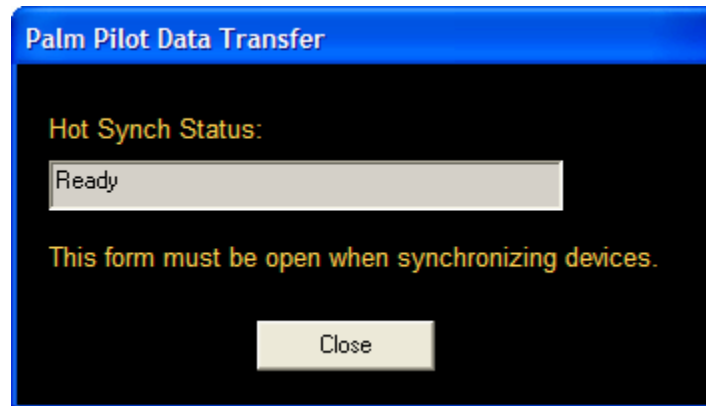 Palm Pilot Data Transfer
Hot Synch Status:
Ready
This form must be open when synchronizing devices.
Close